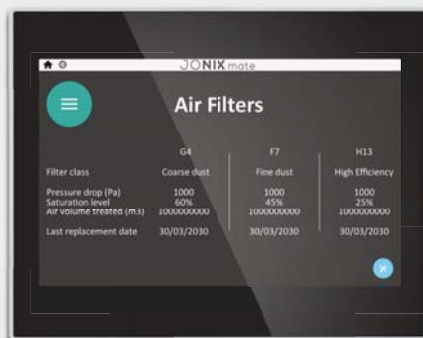 JONIX mate
Air Filters
G4 F7 H13
Filter class Coarse dust Fine dust High Efficiency
Pressure drop (Pa) 1000 1000 1000
Saturation level 60% 45% 25%
Air volume treated (m3) 1000000000 1000000000 1000000000
Last replacement date 30/03/2030 30/03/2030 30/03/2030